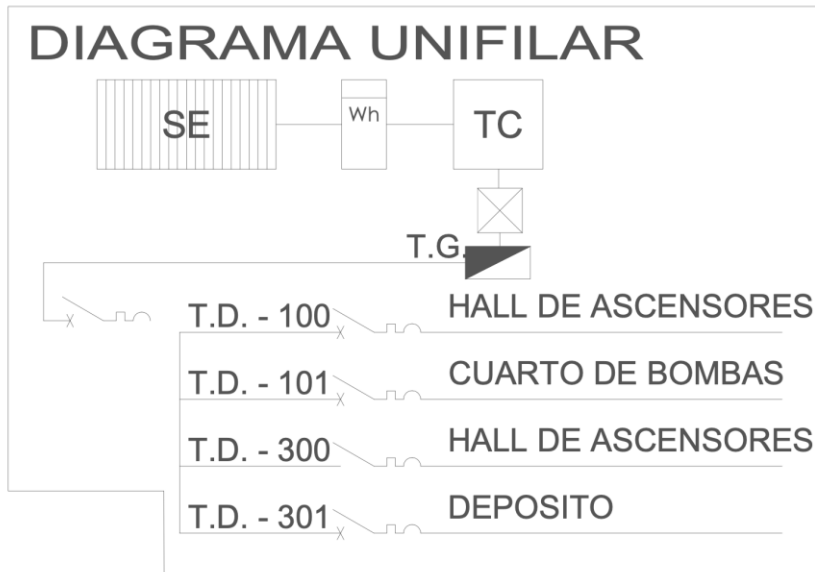 DIAGRAMA UNIFILAR
SE
Wh
TC
T.G.
T.D. - 100 HALL DE ASCENSORES
T.D. - 101 CUARTO DE BOMBAS
T.D. - 300 HALL DE ASCENSORES
T.D. - 301 DEPOSITO